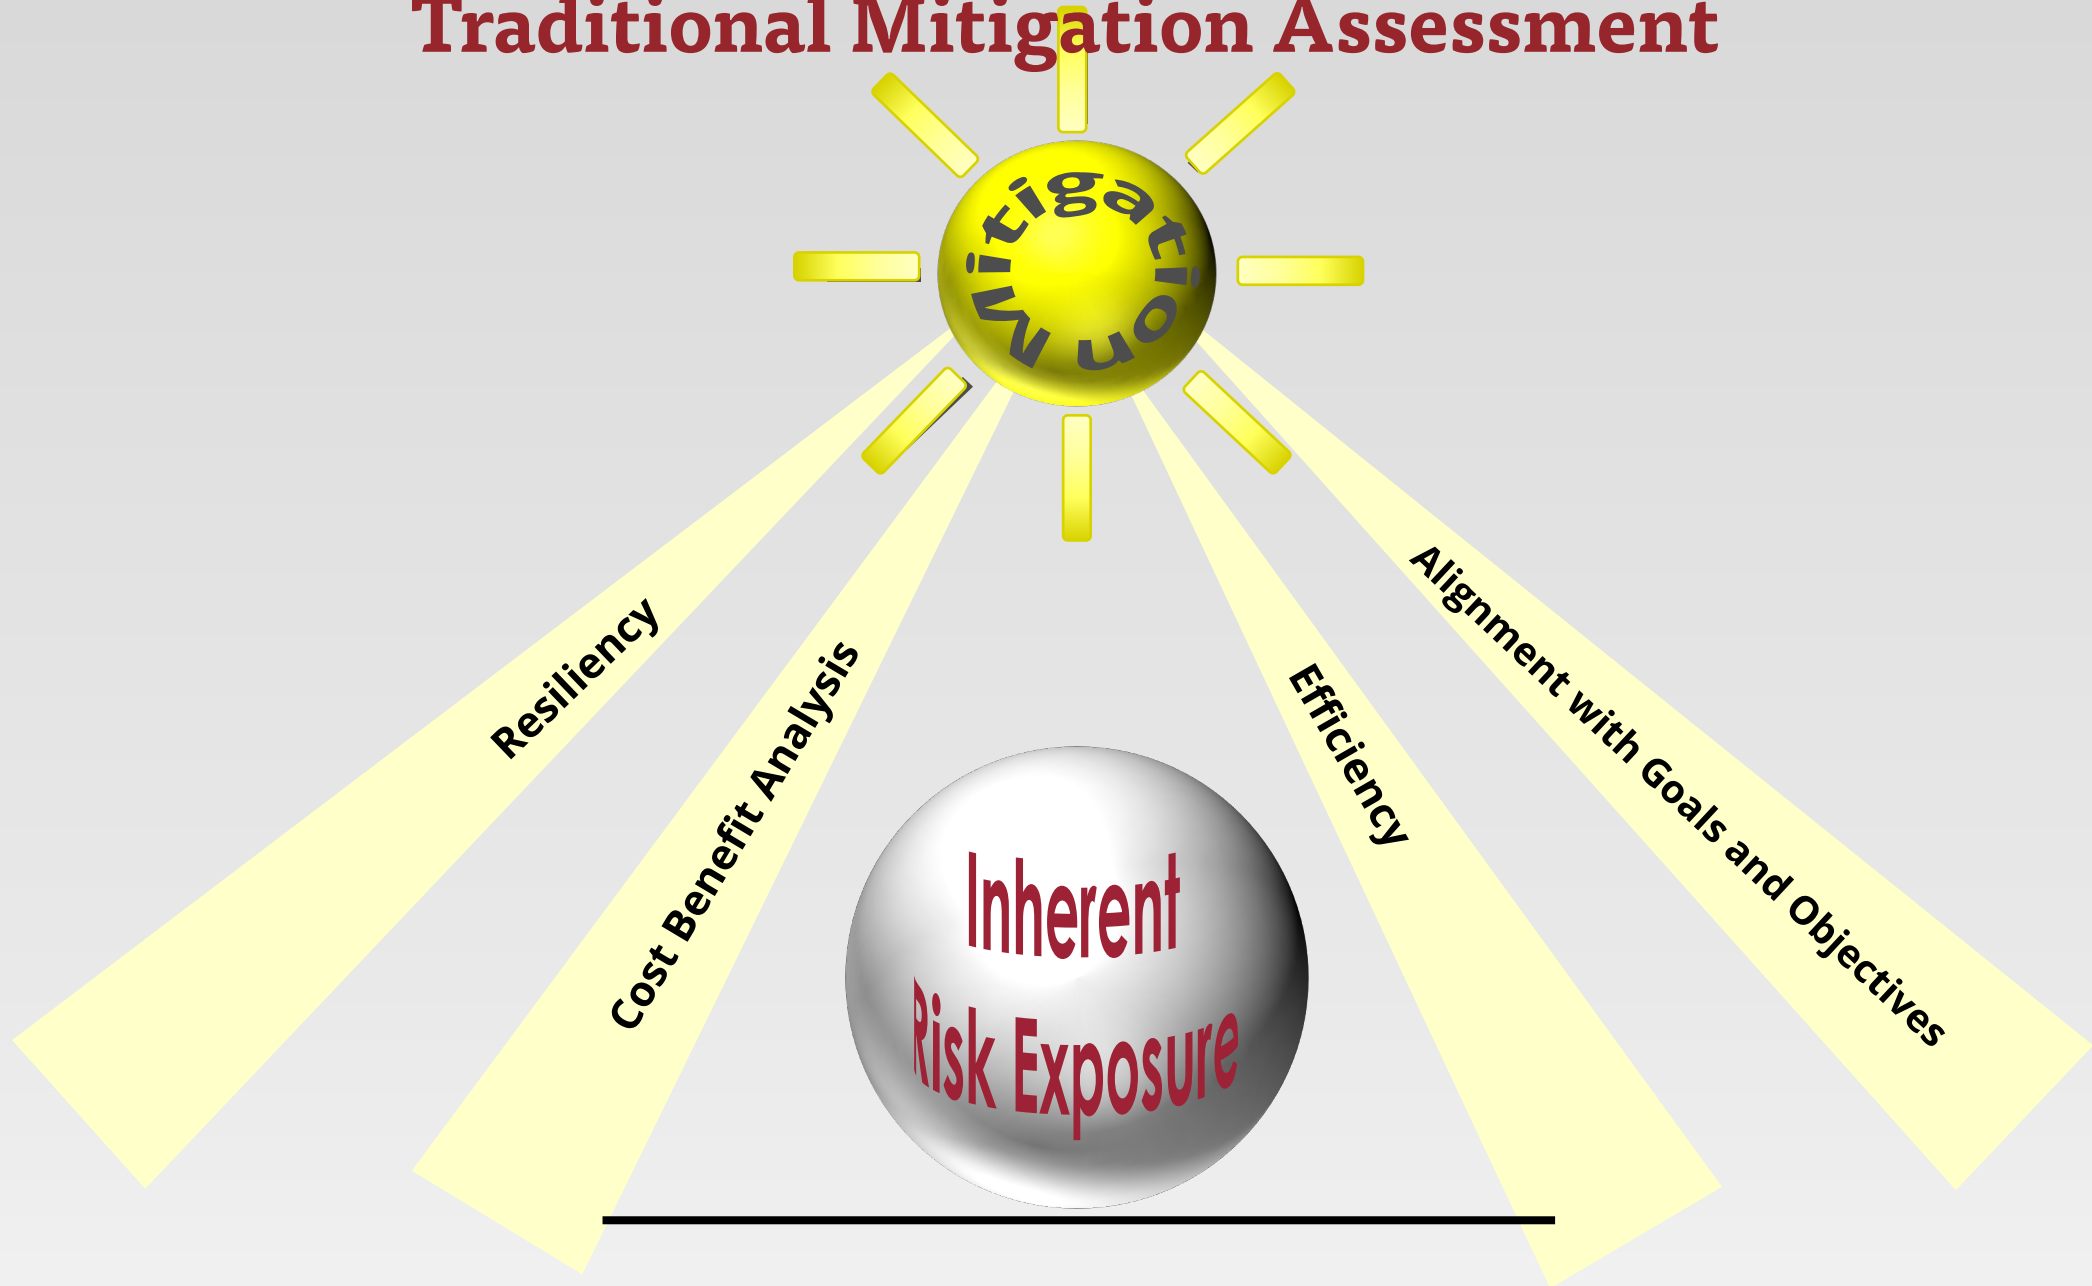 Traditional Mitigation Assessment
Mitigation
Resiliency
Cost Benefit Analysis
Efficiency
Alignment with Goals and Objectives
Inherent
Risk Exposure